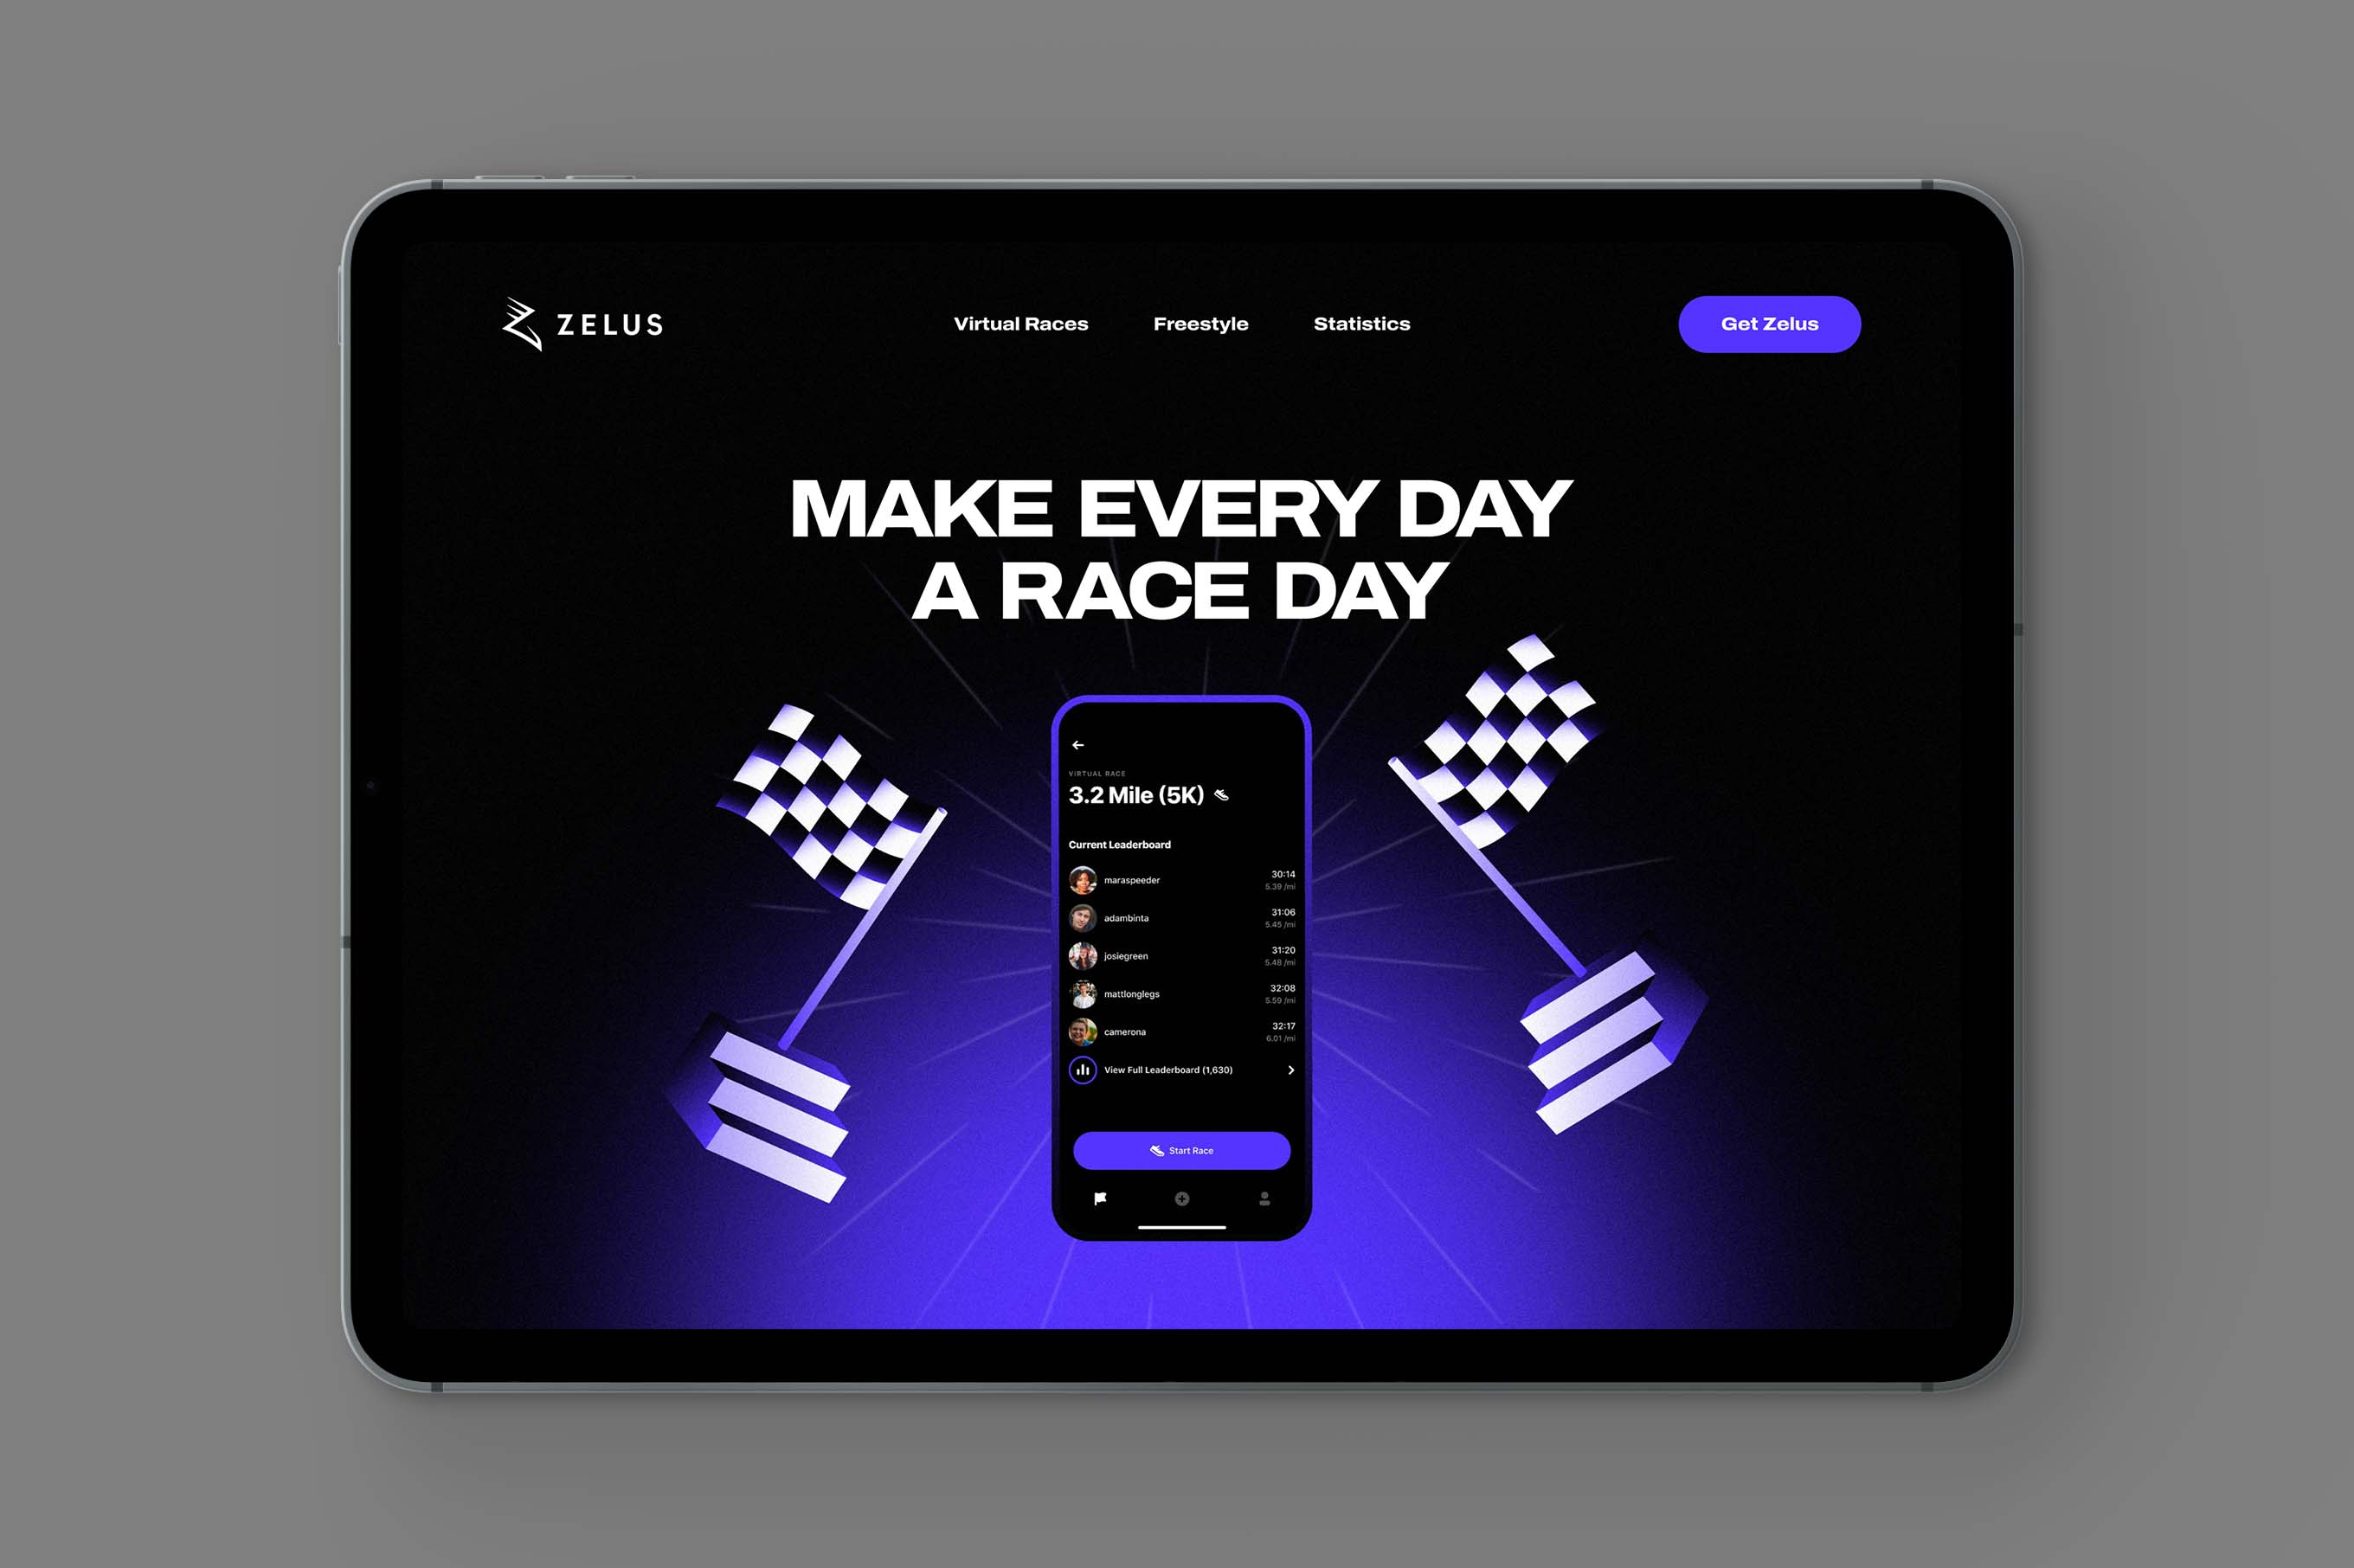 ZELUS
Virtual Races
Freestyle
Statistics
Get Zelus
MAKE EVERY DAY
A RACE DAY
VIRTUAL RACE
3.2 Mile (5K)
Current Leaderboard
maraspeeder 30:14
5.39 /mi
adambinta 31:06
5.45 /mi
josiegreen 31:20
5.48 /mi
mattlonglegs 32:08
5.59 /mi
camerona 32:17
6.01 /mi
View Full Leaderboard (1,630)
Start Race